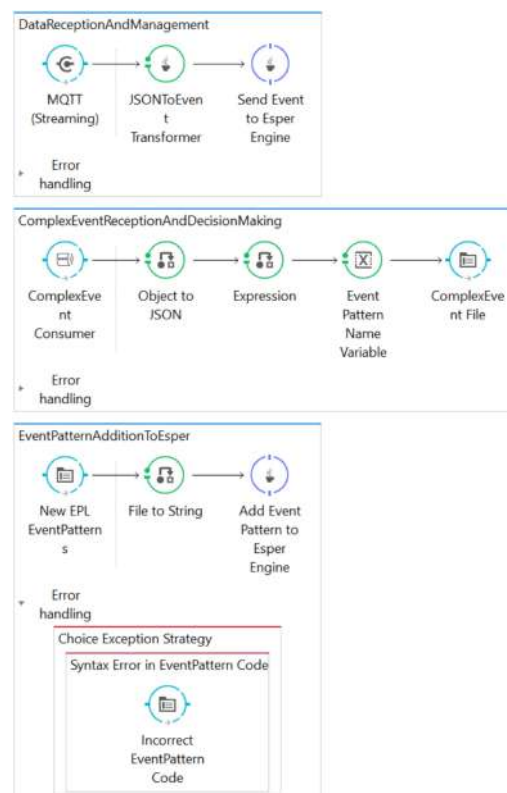 DataReceptionAndManagement
MQTT
(Streaming)
JSONToEven
t
Transformer
Send Event
to Esper
Engine
Error
handling
ComplexEventReceptionAndDecisionMaking
ComplexEve
nt
Consumer
Object to
JSON
Expression
Event
Pattern
Name
Variable
ComplexEve
nt File
Error
handling
EventPatternAdditionToEsper
New EPL
EventPattern
s
File to String
Add Event
Pattern to
Esper
Engine
Error
handling
Choice Exception Strategy
Syntax Error in EventPattern Code
Incorrect
EventPattern
Code